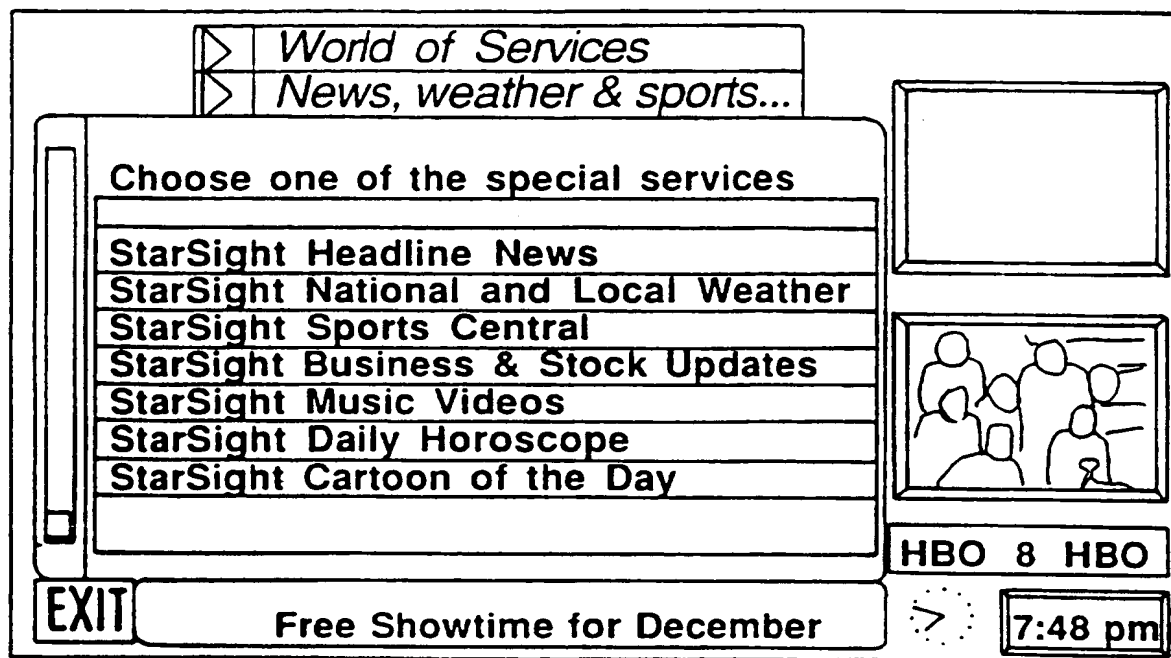 World of Services
News, weather & sports...
Choose one of the special services
StarSight Headline News
StarSight National and Local Weather
StarSight Sports Central
StarSight Business & Stock Updates
StarSight Music Videos
StarSight Daily Horoscope
StarSight Cartoon of the Day
HBO 8 HBO
EXIT
Free Showtime for December
7:48 pm